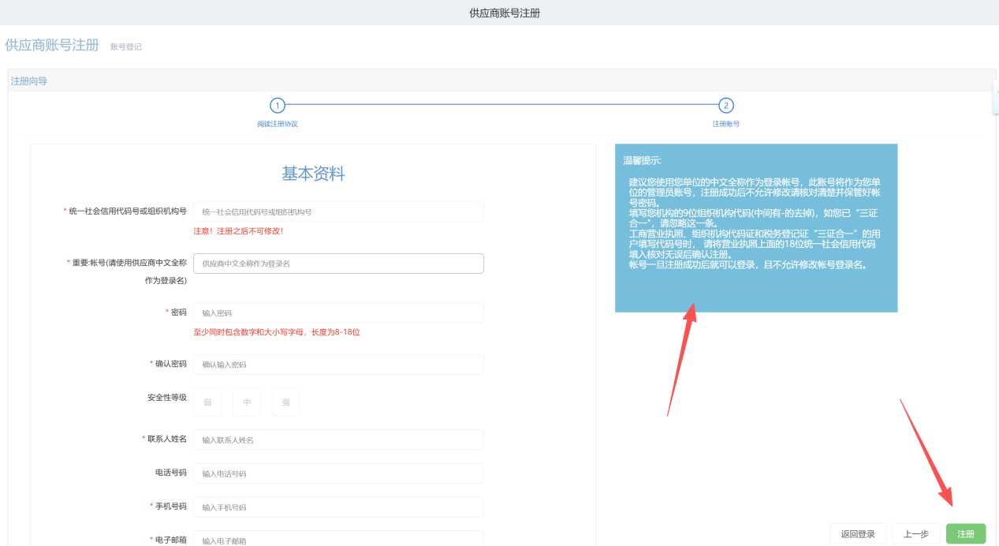 供应商账号注册
供应商账号注册 账号登记
注册向导
1
2
阅读注册协议
注册账号
基本资料
* 统一社会信用代码号或组织机构号
统一社会信用代码号或组织机构号
注意！注册之后不可修改！
* 重要:帐号(请使用供应商中文全称
作为登录名)
供应商中文全称作为登录名
* 密码
输入密码
至少同时包含数字和大小写字母，长度为8-18位
* 确认密码
确认输入密码
安全性等级
弱 中 强
* 联系人姓名
输入联系人姓名
电话号码
输入电话号码
* 手机号码
输入手机号码
* 电子邮箱
输入电子邮箱
温馨提示:
建议您使用您单位的中文全称作为登录帐号，此账号将作为您单
位的管理员账号，注册成功后不允许修改请核对清楚并保管好帐
号密码。
填写您机构的9位组织机构代码(中间有-的去掉)，如您已“三证
合一"，请忽略这一条。
工商营业执照、组织机构代码证和税务登记证“三证合一”的用
户填写代码号时， 请将营业执照上面的18位统一社会信用代码
填入核对无误后确认注册。
帐号一旦注册成功后就可以登录，且不允许修改帐号登录名。
返回登录 上一步 注册